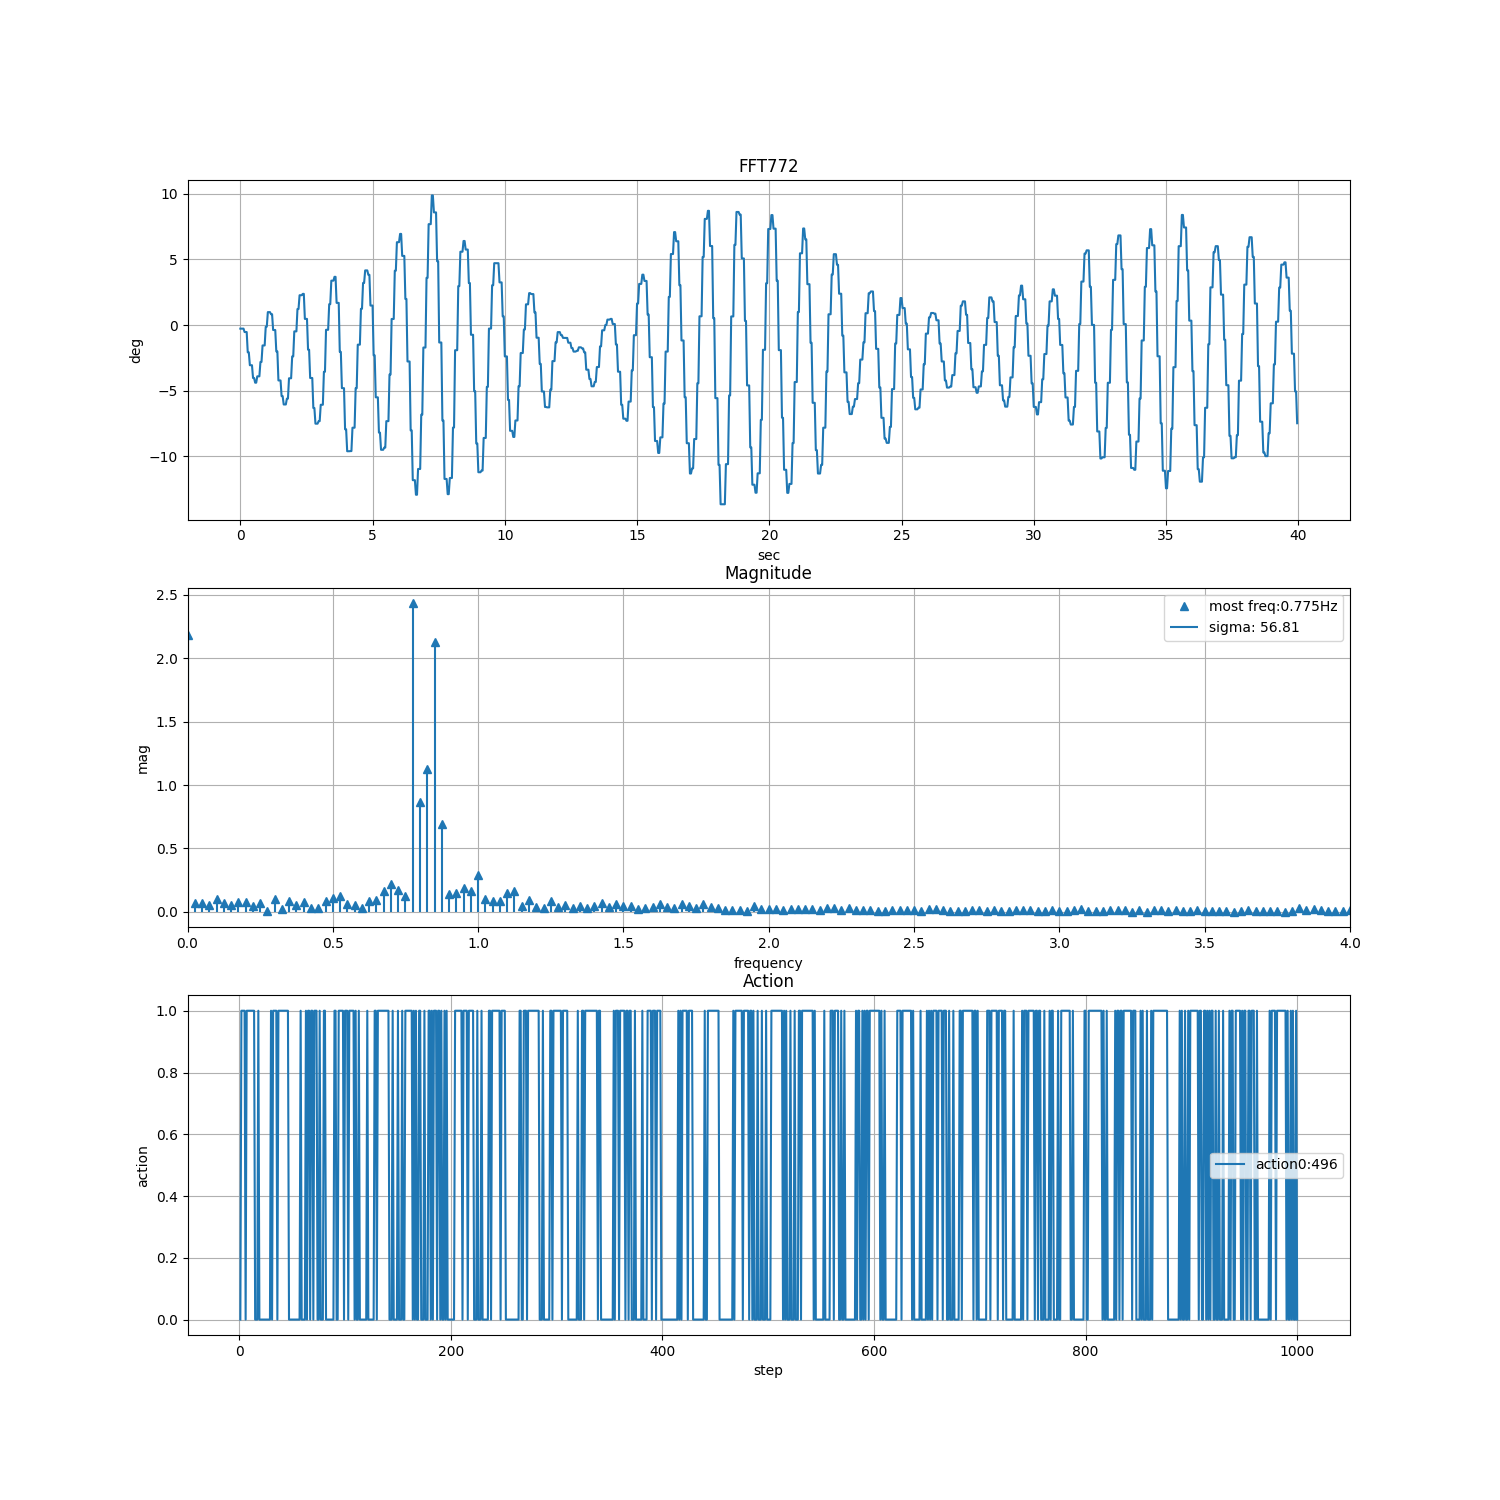 FFT772
10
5
0
−5
−10
deg
0 5 10 15 20 25 30 35 40
sec
Magnitude
2.5
2.0
1.5
1.0
0.5
0.0
mag
most freq:0.775Hz
sigma: 56.81
0.0 0.5 1.0 1.5 2.0 2.5 3.0 3.5 4.0
frequency
Action
1.0
0.8
0.6
0.4
0.2
0.0
action
action0:496
0 200 400 600 800 1000
step